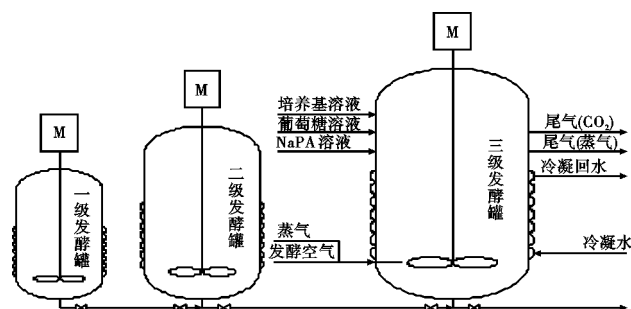 M
M
M
一级发酵罐
二级发酵罐
三级发酵罐
培养基溶液
葡萄糖溶液
NaPA溶液
蒸气
发酵空气
尾气(CO₂)
尾气(蒸气)
冷凝回水
冷凝水